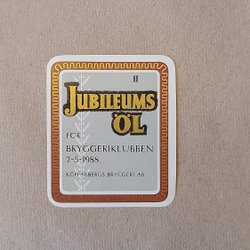 II
JUBILEUMS
ÖL
FÖR
BRYGGERIKLUBBEN
7-5-1988.
KOPPARBERGS BRYGGERI AB